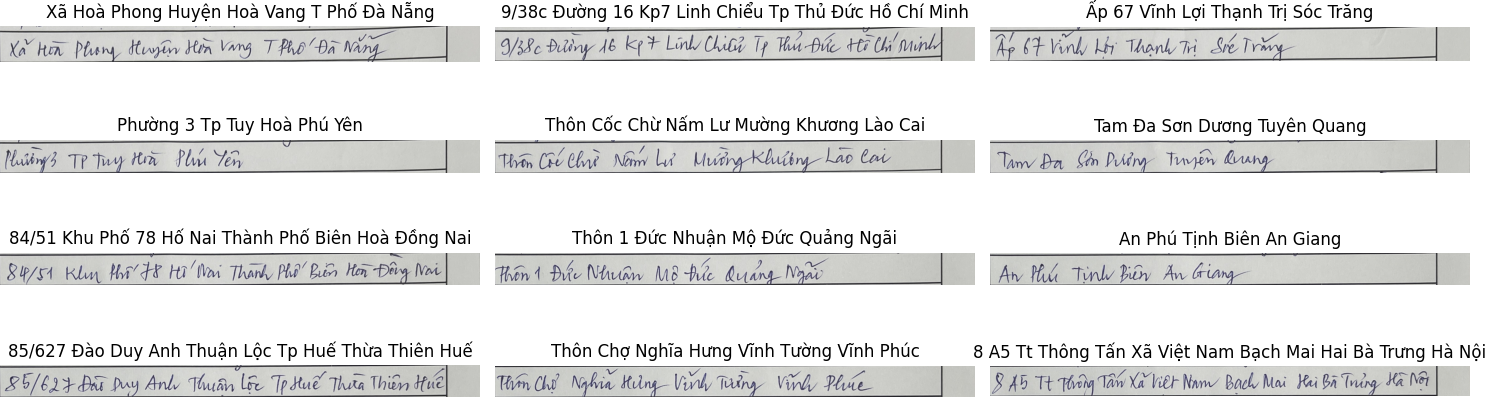 Xã Hoà Phong Huyện Hoà Vang T Phố Đà Nẵng
9/38c Đường 16 Kp7 Linh Chiểu Tp Thủ Đức Hồ Chí Minh
Ấp 67 Vĩnh Lợi Thạnh Trị Sóc Trăng
Xã Hoà Phong Huyện Hoà Vang T Phố Đà Nẵng
9/38c Đường 16 Kp7 Linh Chiểu Tp Thủ Đức Hồ Chí Minh
Ấp 67 Vĩnh Lợi Thạnh Trị Sóc Trăng
Phường 3 Tp Tuy Hoà Phú Yên
Thôn Cốc Chừ Nấm Lư Mường Khương Lào Cai
Tam Đa Sơn Dương Tuyên Quang
Phường 3 Tp Tuy Hoà Phú Yên
Thôn Cốc Chừ Nấm Lư Mường Khương Lào Cai
Tam Đa Sơn Dương Tuyên Quang
84/51 Khu Phố 78 Hố Nai Thành Phố Biên Hoà Đồng Nai
Thôn 1 Đức Nhuận Mộ Đức Quảng Ngãi
An Phú Tịnh Biên An Giang
84/51 Khu Phố 78 Hố Nai Thành Phố Biên Hoà Đồng Nai
Thôn 1 Đức Nhuận Mộ Đức Quảng Ngãi
An Phú Tịnh Biên An Giang
85/627 Đào Duy Anh Thuận Lộc Tp Huế Thừa Thiên Huế
Thôn Chợ Nghĩa Hưng Vĩnh Tường Vĩnh Phúc
8 A5 Tt Thông Tấn Xã Việt Nam Bạch Mai Hai Bà Trưng Hà Nội
85/627 Đào Duy Anh Thuận Lộc Tp Huế Thừa Thiên Huế
Thôn Chợ Nghĩa Hưng Vĩnh Tường Vĩnh Phúc
8 A5 Tt Thông Tấn Xã Việt Nam Bạch Mai Hai Bà Trưng Hà Nội